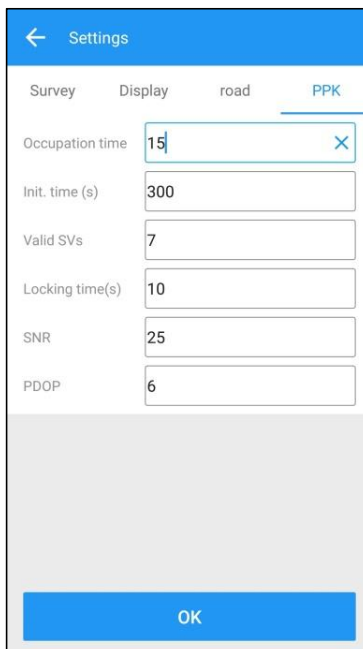 Settings
Survey Display road PPK
Occupation time 15
Init. time (s) 300
Valid SVs 7
Locking time(s) 10
SNR 25
PDOP 6
OK